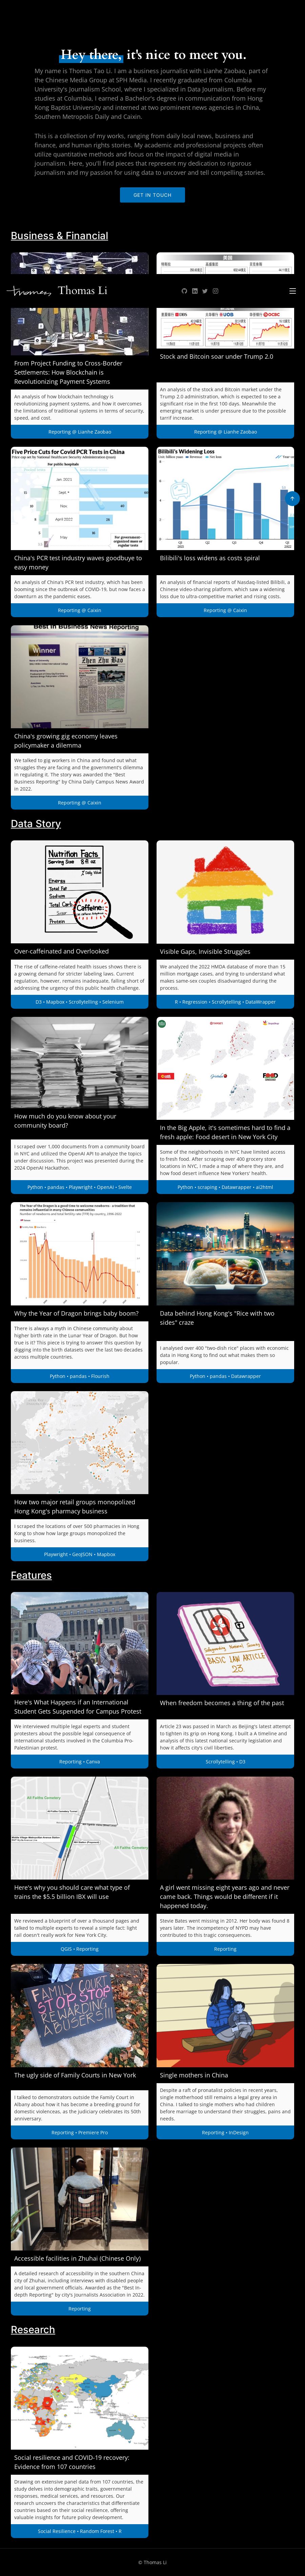 Hey there, it's nice to meet you.
My name is Thomas Tao Li. I am a business journalist with Lianhe Zaobao, part of
the Chinese Media Group at SPH Media. I recently graduated from Columbia
University's Journalism School, where I specialized in Data Journalism. Before my
studies at Columbia, I earned a Bachelor's degree in communication from Hong
Kong Baptist University and interned at two prominent news agencies in China,
Southern Metropolis Daily and Caixin.
This is a collection of my works, ranging from daily local news, business and
finance, and human rights stories. My academic and professional projects often
utilize quantitative methods and focus on the impact of digital media in
journalism. Here, you'll find pieces that represent my dedication to rigorous
journalism and my passion for using data to uncover and tell compelling stories.
GET IN TOUCH
Business & Financial
Thomas Li
From Project Funding to Cross-Border
Settlements: How Blockchain is
Revolutionizing Payment Systems
An analysis of how blockchain technology is
revolutionizing payment systems, and how it overcomes
the limitations of traditional systems in terms of security,
speed, and cost.
Reporting @ Lianhe Zaobao
Stock and Bitcoin soar under Trump 2.0
An analysis of the stock and Bitcoin market under the
Trump 2.0 administration, which is expected to see a
significant rise in the first 100 days. Meanwhile the
emerging market is under pressure due to the possible
tariff increase.
Reporting @ Lianhe Zaobao
Five Price Cuts for Covid PCR Tests in China
For public hospitals
China's PCR test industry waves goodbuye to
easy money
An analysis of China's PCR test industry, which has been
booming since the outbreak of COVID-19, but now faces a
downturn as the pandemic eases.
Reporting @ Caixin
Bilibili's Widening Loss
Bilibili's loss widens as costs spiral
An analysis of financial reports of Nasdaq-listed Bilibili, a
Chinese video-sharing platform, which saw a widening
loss due to ultra-competitive market and rising costs.
Reporting @ Caixin
Best in Business News Reporting
Winner
Zhen Zhu Bao
China's growing gig economy leaves
policymaker a dilemma
We talked to gig workers in China and found out what
struggles they are facing and the government's dilemma
in regulating it. The story was awarded the "Best
Business Reporting" by China Daily Campus News Award
in 2022.
Reporting @ Caixin
Data Story
Nutrition Facts
Serving Size 8 fl oz
Energy
Total Fat
Sodium
Total Carb
Sugar
Protein
Caffeine
Over-caffeinated and Overlooked
The rise of caffeine-related health issues shows there is
a growing demand for stricter labeling laws. Current
regulation, however, remains inadequate, falling short of
addressing the urgency of this public health challenge.
D3 • Mapbox • Scrollytelling • Selenium
Visible Gaps, Invisible Struggles
We analyzed the 2022 HMDA database of more than 15
million mortgage data, and trying to understand what
makes same-sex couples disadvantaged during the
process.
R • Regression • Scrollytelling • DataWrapper
How much do you know about your
community board?
I scraped over 1,000 documents from a community board
in NYC and utilized the OpenAI API to analyze the topics
under discussion. This project was presented during the
2024 OpenAI Hackathon.
Python • pandas • Playwright • OpenAI • Svelte
In the Big Apple, it's sometimes hard to find a
fresh apple: Food desert in New York City
Some of the neighborhoods in NYC have limited access
to fresh food. After scraping over 400 grocery store
locations in NYC, I made a map of where they are, and
how food desert influence New Yorkers' health.
Python • scraping • Datawrapper • ai2html
Why the Year of Dragon brings baby boom?
There is always a myth in Chinese community about
higher birth rate in the Lunar Year of Dragon. But how
true is it? This project is trying to answer this question by
digging into the birth datasets over the last two decades
across multiple countries.
Python • pandas • Flourish
Data behind Hong Kong's "Rice with two
sides" craze
I analysed over 400 "two-dish rice" places with economic
data in Hong Kong to find out what makes them so
popular.
Python • pandas • Datawrapper
How two major retail groups monopolized
Hong Kong's pharmacy business
I scraped the locations of over 500 pharmacies in Hong
Kong to show how large groups monopolized the
business.
Playwright • GeoJSON • Mapbox
Features
Here's What Happens if an International
Student Gets Suspended for Campus Protest
We interviewed multiple legal experts and student
protestors about the possible legal consequence of
international students involved in the Columbia Pro-
Palestinian protest.
Reporting • Canva
Safeguarding National Security
BASIC LAW ARTICLE
23.
When freedom becomes a thing of the past
Article 23 was passed in March as Beijing's latest attempt
to tighten its grip on Hong Kong. I built a A timeline and
analysis of this latest national security legislation and
how it affects city's civil liberties.
Scrollytelling • D3
All Faiths Cemetery
All Faiths Cemetery
Here's why you should care what type of
trains the $5.5 billion IBX will use
We reviewed a blueprint of over a thousand pages and
talked to multiple experts to reveal a simple fact: light
rail doesn't really work for New York City.
QGIS • Reporting
A girl went missing eight years ago and never
came back. Things would be different if it
happened today.
Stevie Bates went missing in 2012. Her body was found 8
years later. The incompetency of NYPD may have
contributed to this tragic consequences.
Reporting
FAMILY COURTS
STOP
REWARDING
ABUSERS!!!
The ugly side of Family Courts in New York
I talked to demonstrators outside the Family Court in
Albany about how it has become a breeding ground for
domestic violences, as the judiciary celebrates its 50th
anniversary.
Reporting • Premiere Pro
Single mothers in China
Despite a raft of pronatalist policies in recent years,
single motherhood still remains a legal grey area in
China. I talked to single mothers who had children
before marriage to understand their struggles, pains and
needs.
Reporting • InDesign
Accessible facilities in Zhuhai (Chinese Only)
A detailed research of accessibility in the southern China
city of Zhuhai, including interviews with disabled people
and local government officials. Awarded as the "Best In-
depth Reporting" by city's Journalists Association in 2022
Reporting
Research
Social resilience and COVID-19 recovery:
Evidence from 107 countries
Drawing on extensive panel data from 107 countries, the
study delves into demographic traits, governmental
responses, medical services, and resources. Our
research uncovers the characteristics that differentiate
countries based on their social resilience, offering
valuable insights for future policy development.
Social Resilience • Random Forest • R
© Thomas Li